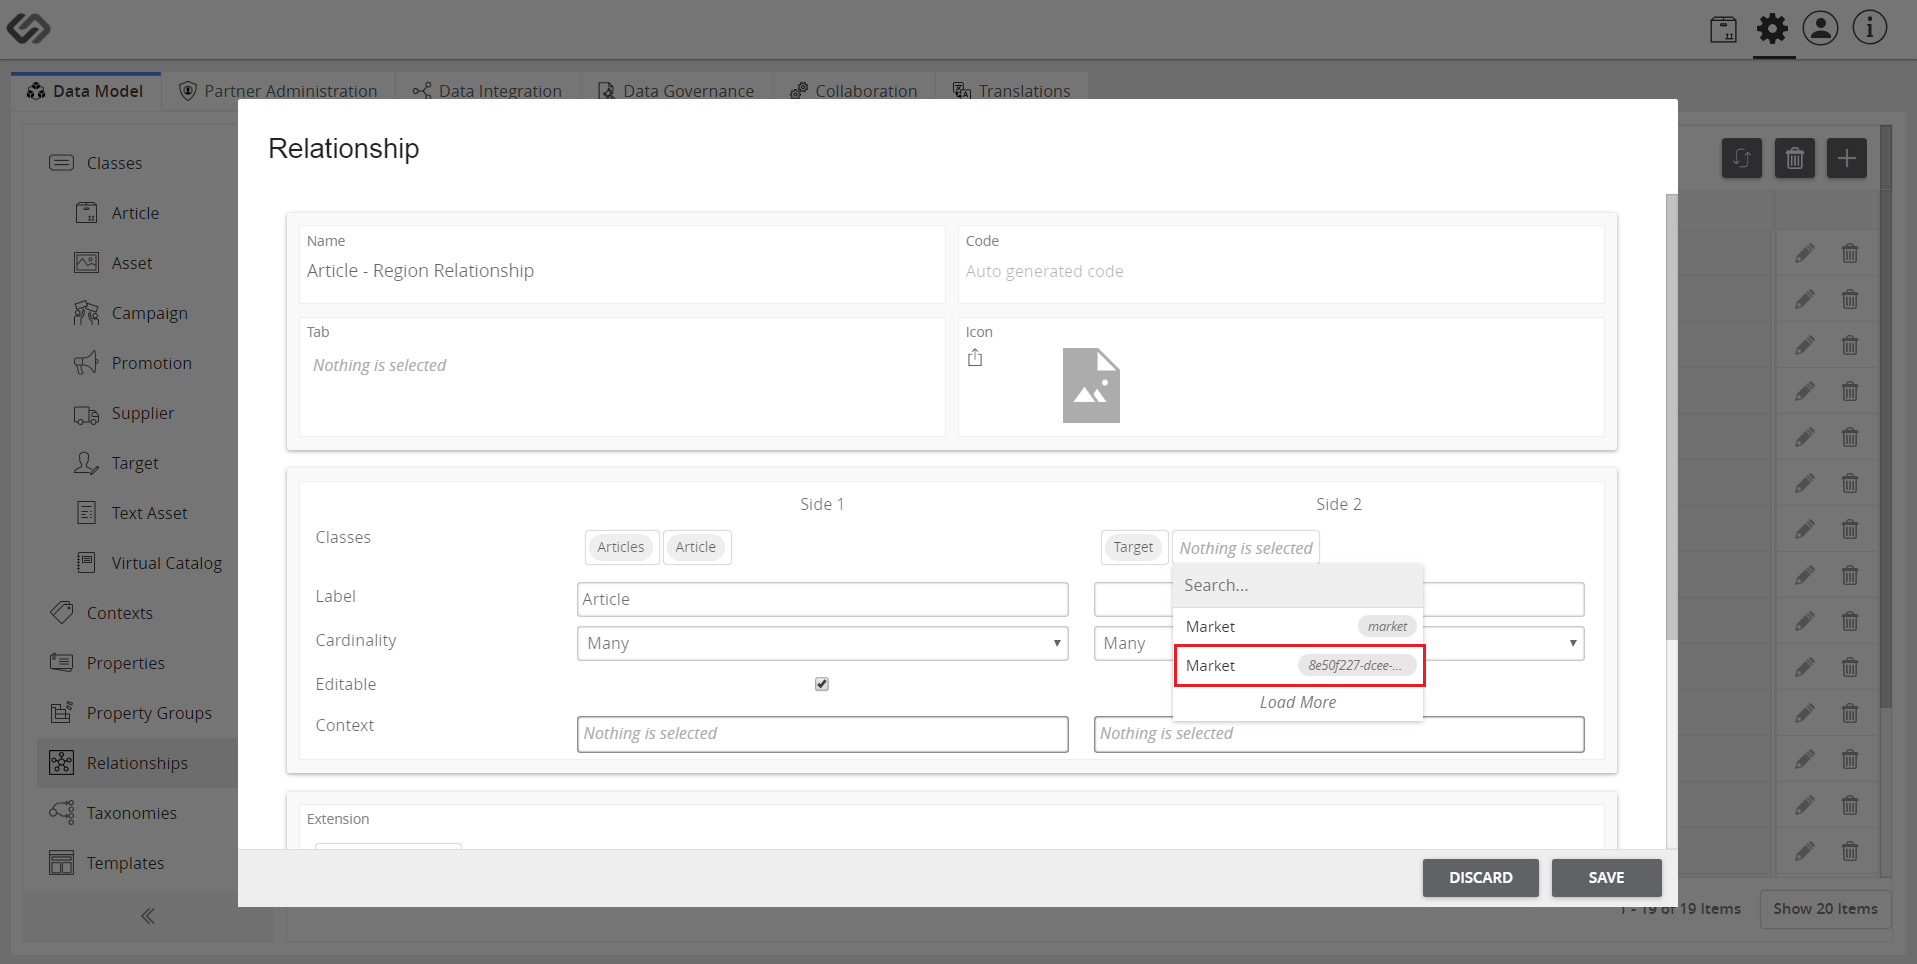 Data Model
Partner Administration
Data Integration
Data Governance
Collaboration
Translations
Classes
Article
Asset
Campaign
Promotion
Supplier
Target
Text Asset
Virtual Catalog
Contexts
Properties
Property Groups
Relationships
Taxonomies
Templates
Relationship
Name
Article - Region Relationship
Code
Auto generated code
Tab
Nothing is selected
Icon
Side 1
Side 2
Classes
Articles Article
Target Nothing is selected
Search...
Market market
Market 8e50f227-dcee-...
Load More
Label
Article
Cardinality
Many
Many
Editable
Context
Nothing is selected
Nothing is selected
Extension
DISCARD
SAVE
1 - 19 of 19 Items
Show 20 Items